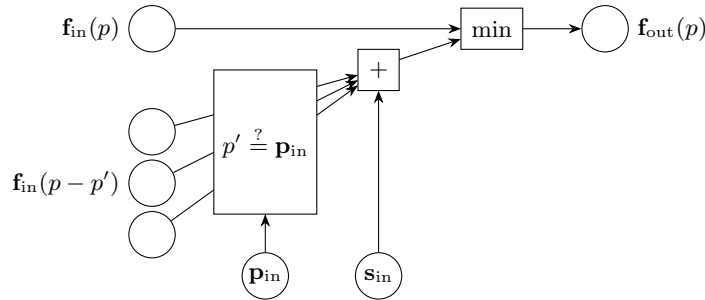 f_in(p)
min
f_out(p)
+
p′ ≟ p_in
f_in(p − p′)
p_in
s_in